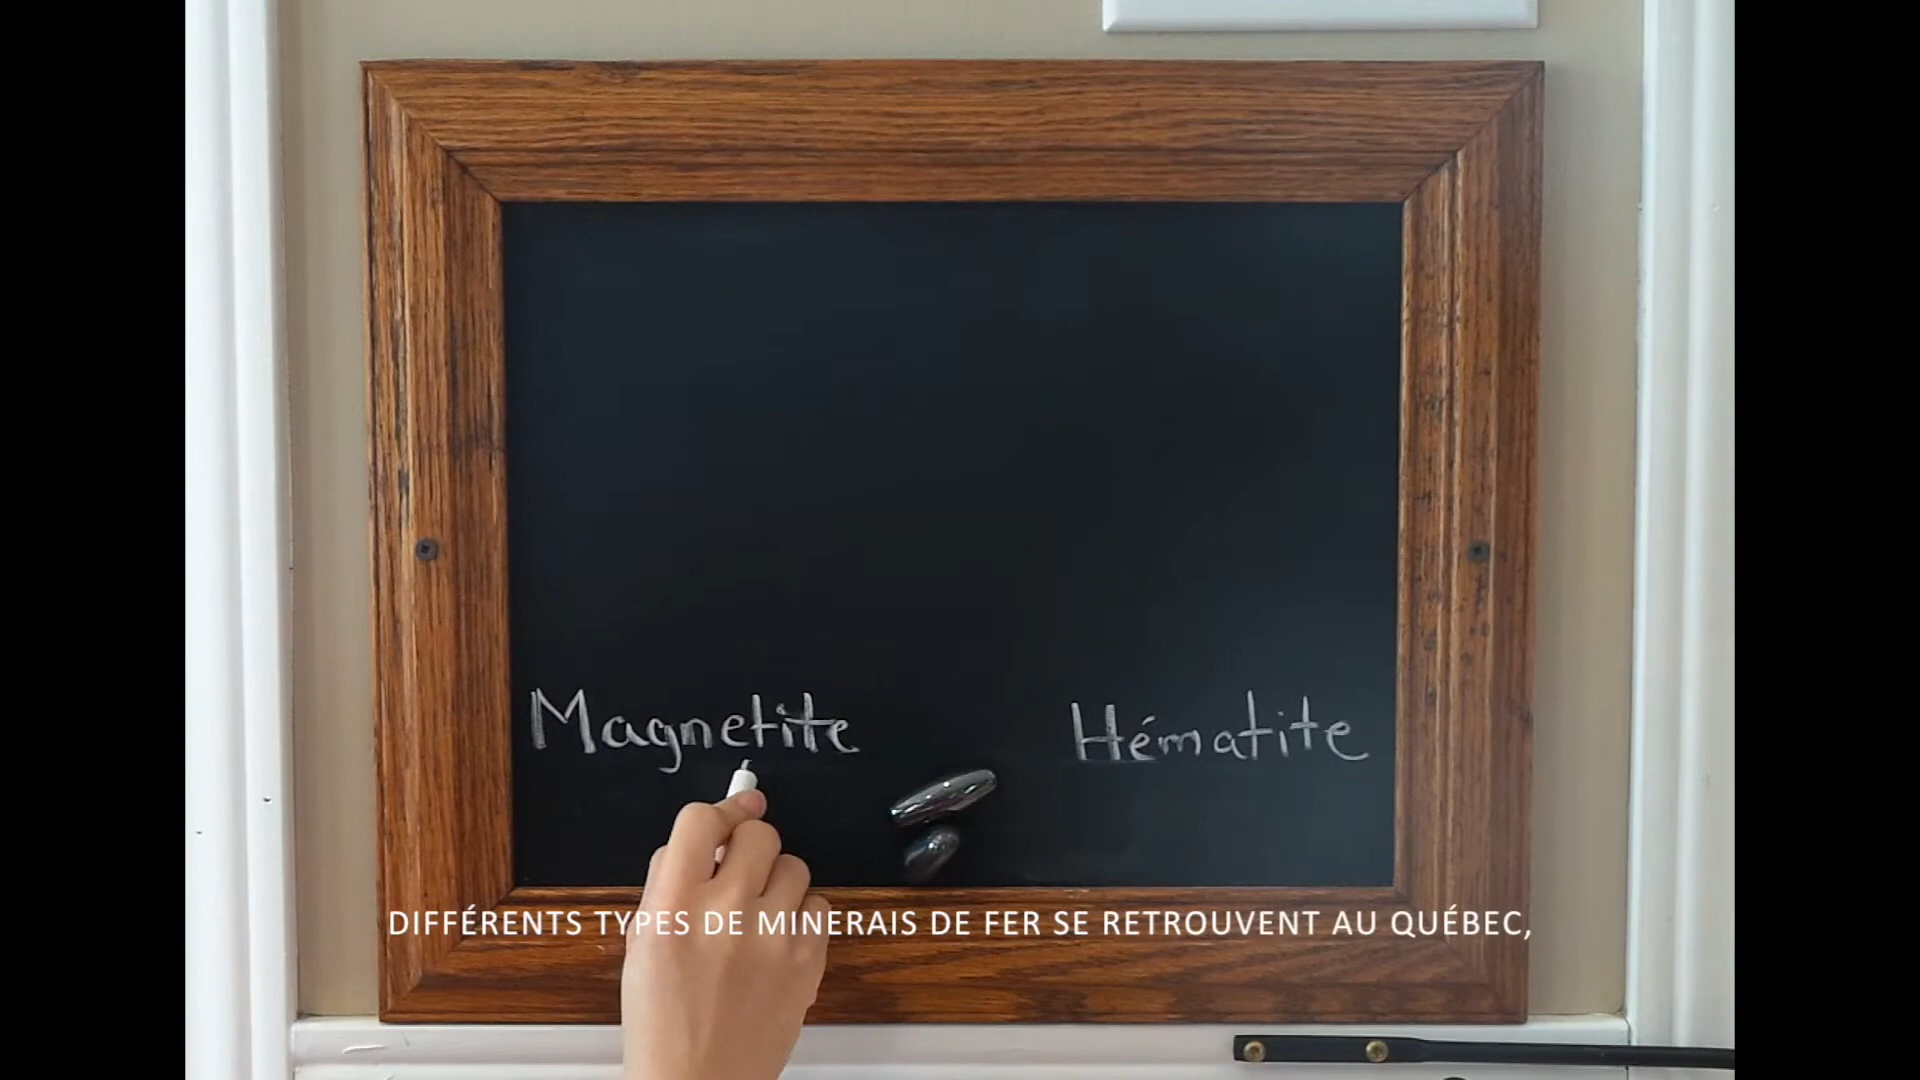 Magnetite
Hématite
DIFFÉRENTS TYPES DE MINERAIS DE FER SE RETROUVENT AU QUÉBEC,